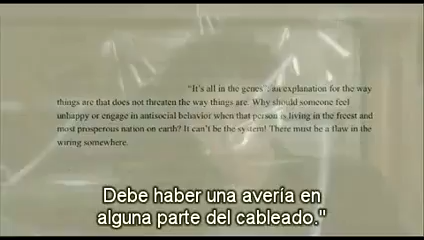 "It's all in the genes", an explanation for the way
things are that does not threaten the way things are. Why should someone feel
unhappy or engage in antisocial behavior when that person is living in the freest and
most prosperous nation on earth? It can't be the system! There must be a flaw in the
wiring somewhere.
Debe haber una avería en
alguna parte del cableado."